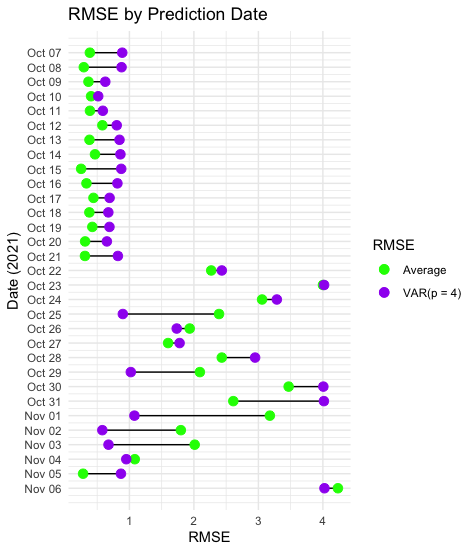 RMSE by Prediction Date
Date (2021)
Oct 07
Oct 08
Oct 09
Oct 10
Oct 11
Oct 12
Oct 13
Oct 14
Oct 15
Oct 16
Oct 17
Oct 18
Oct 19
Oct 20
Oct 21
Oct 22
Oct 23
Oct 24
Oct 25
Oct 26
Oct 27
Oct 28
Oct 29
Oct 30
Oct 31
Nov 01
Nov 02
Nov 03
Nov 04
Nov 05
Nov 06
1 2 3 4
RMSE
RMSE
Average
VAR(p = 4)